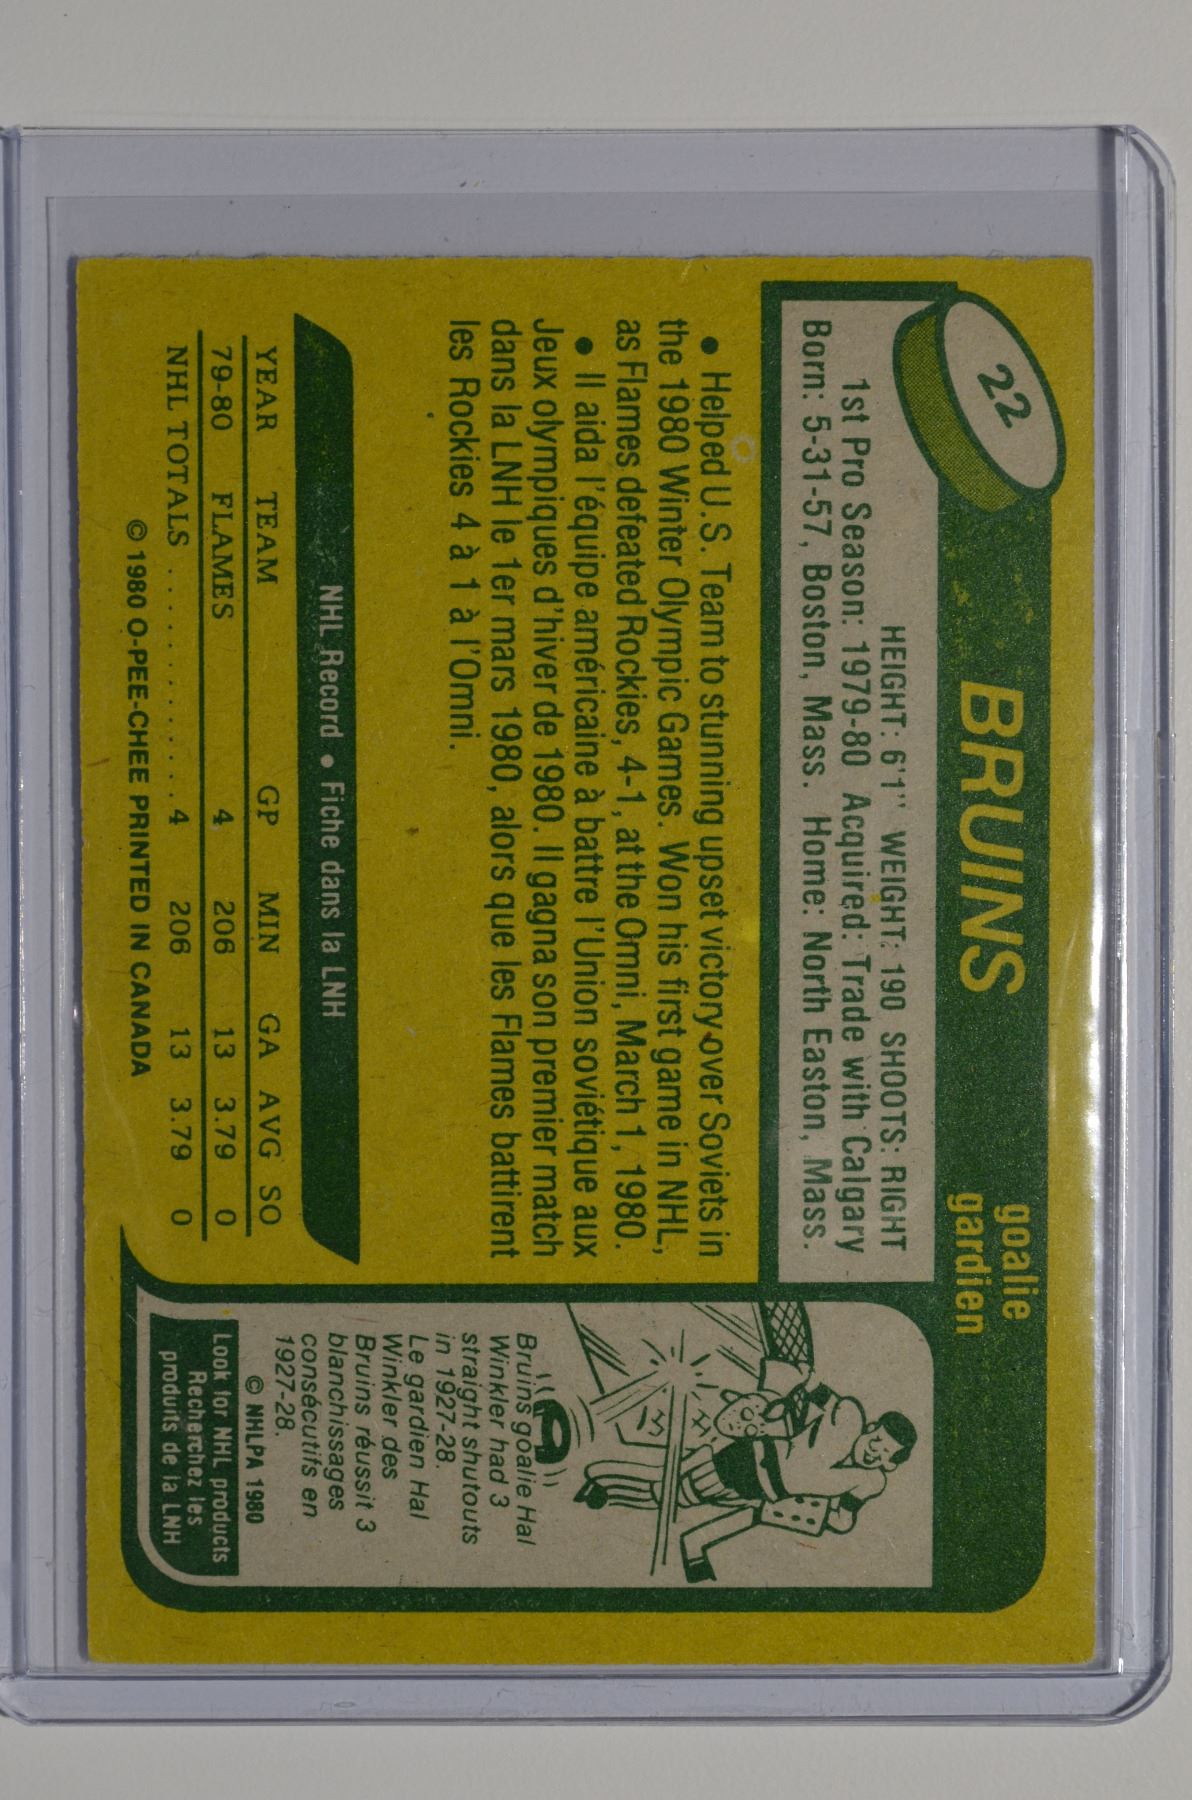 22
BRUINS
goalie
gardien
HEIGHT: 6'1" WEIGHT: 190 SHOOTS: RIGHT
1st Pro Season: 1979-80 Acquired: Trade with Calgary
Born: 5-31-57, Boston, Mass. Home: North Easton, Mass.
• Helped U.S. Team to stunning upset victory over Soviets in
the 1980 Winter Olympic Games. Won his first game in NHL,
as Flames defeated Rockies, 4-1, at the Omni, March 1, 1980.
• Il aida l'équipe américaine à battre l'Union soviétique aux
Jeux olympiques d'hiver de 1980. Il gagna son premier match
dans la LNH le 1er mars 1980, alors que les Flames battirent
les Rockies 4 à 1 à l'Omni.
NHL Record • Fiche dans la LNH
YEAR TEAM GP MIN GA AVG SO
79-80 FLAMES 4 206 13 3.79 0
NHL TOTALS ............. 4 206 13 3.79 0
© 1980 O-PEE-CHEE PRINTED IN CANADA
Bruins goalie Hal
Winkler had 3
straight shutouts
in 1927-28.
Le gardien Hal
Winkler des
Bruins réussit 3
blanchissages
consécutifs en
1927-28.
© NHLPA 1980
Look for NHL products
Recherchez les
produits de la LNH